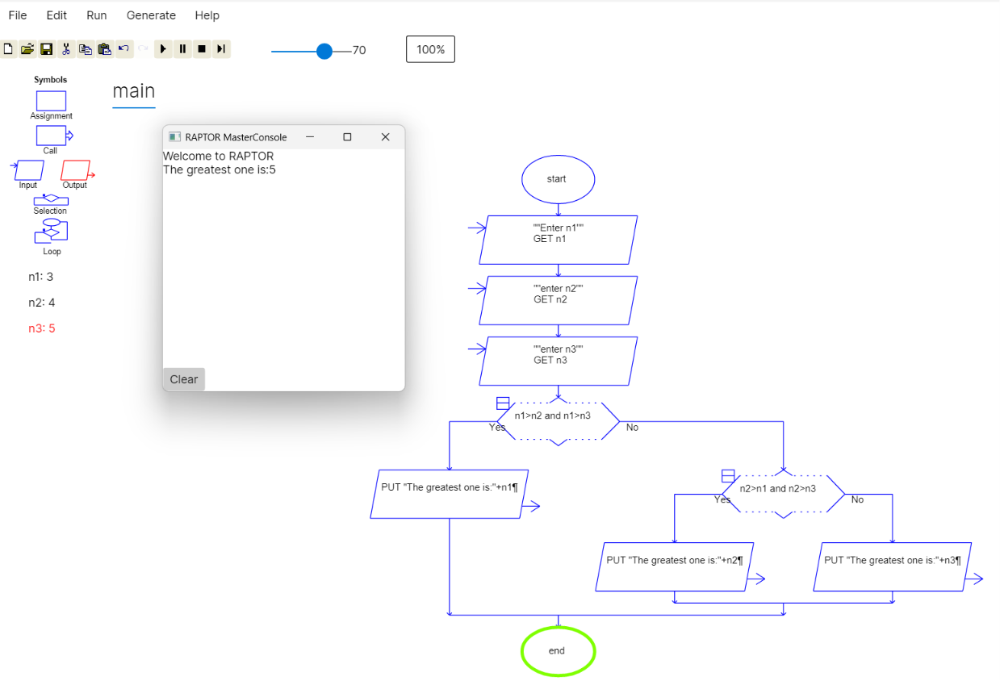 File Edit Run Generate Help
70
100%
Symbols
Assignment
Call
Input Output
Selection
Loop
n1: 3
n2: 4
n3: 5
main
RAPTOR MasterConsole
Welcome to RAPTOR
The greatest one is:5
Clear
start
""Enter n1""
GET n1
""enter n2""
GET n2
""enter n3""
GET n3
n1>n2 and n1>n3
Yes No
PUT "The greatest one is:"+n1¶
n2>n1 and n2>n3
Yes No
PUT "The greatest one is:"+n2¶
PUT "The greatest one is:"+n3¶
end